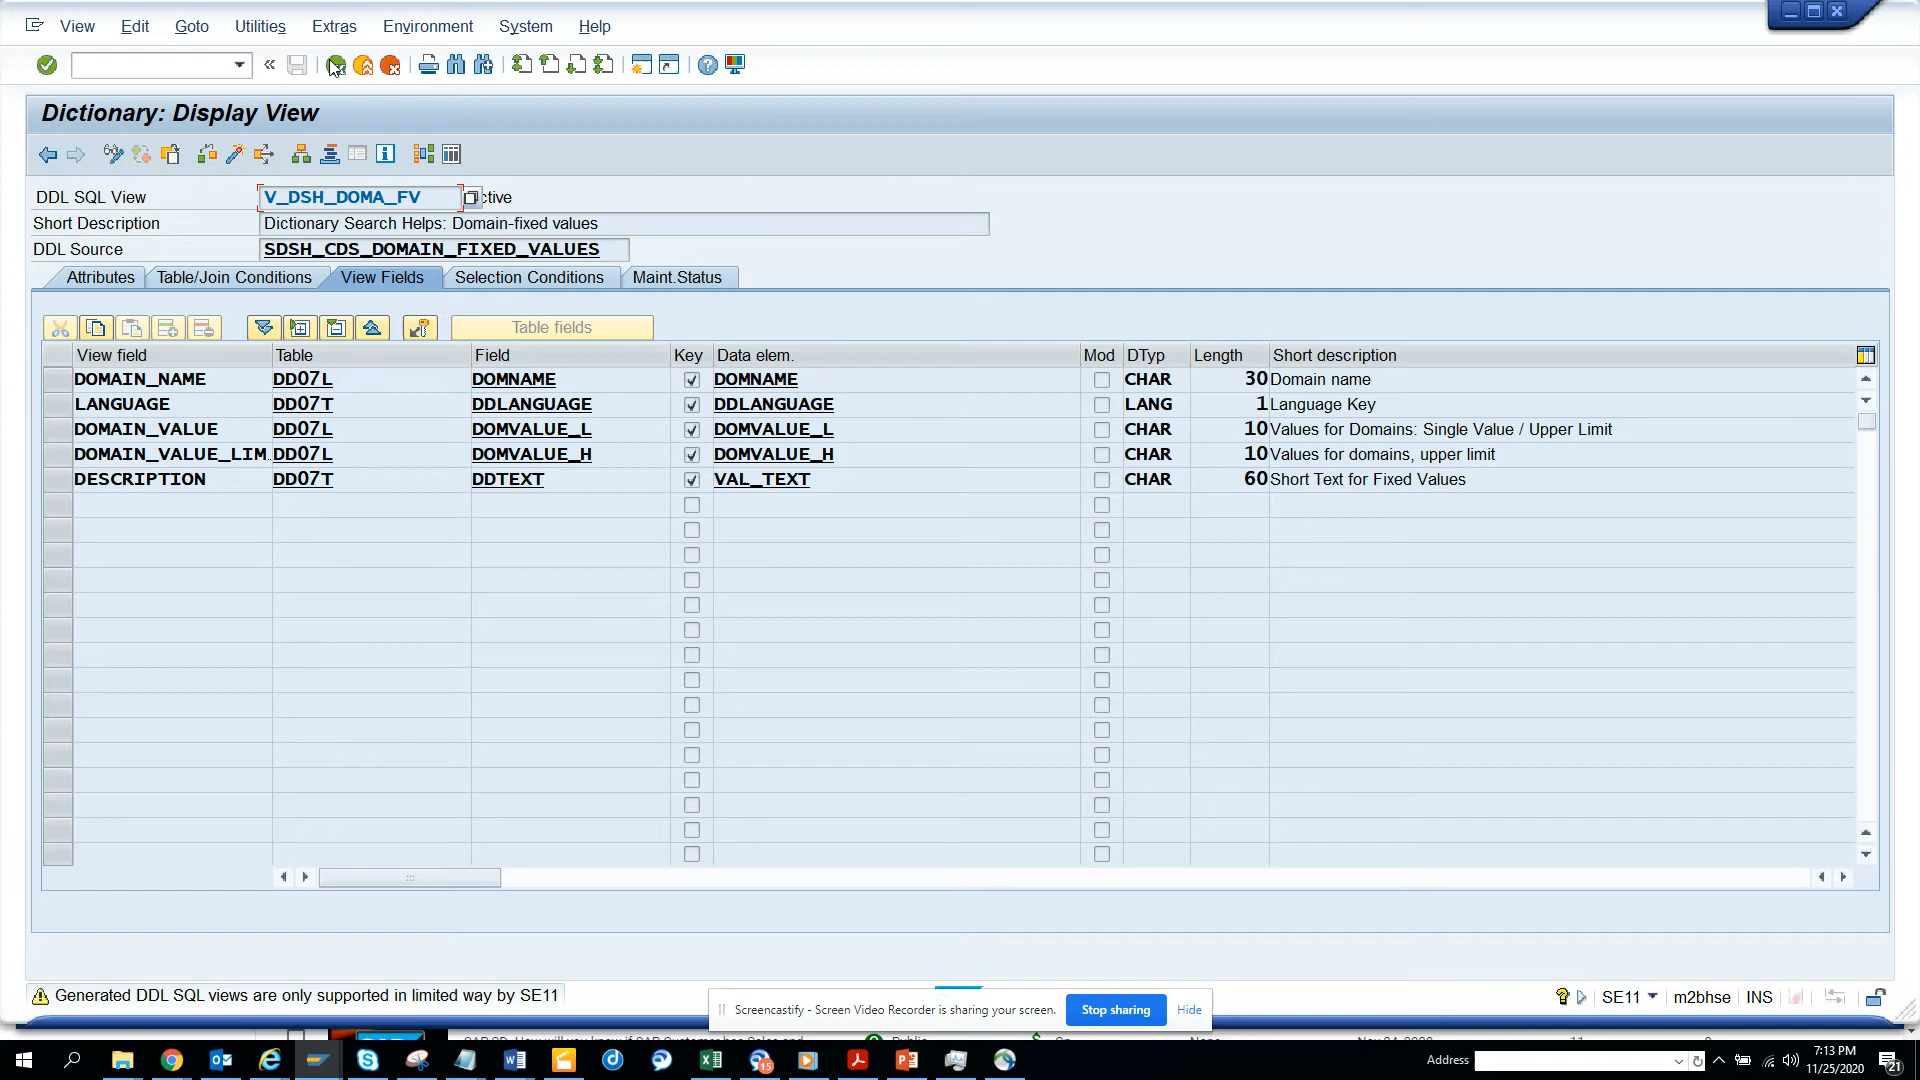 View Edit Goto Utilities Extras Environment System Help
Dictionary: Display View
DDL SQL View V_DSH_DOMA_FV ctive
Short Description Dictionary Search Helps: Domain-fixed values
DDL Source SDSH_CDS_DOMAIN_FIXED_VALUES
Attributes Table/Join Conditions View Fields Selection Conditions Maint.Status
Table fields
View field Table Field Key Data elem. Mod DTyp Length Short description
DOMAIN_NAME DD07L DOMNAME DOMNAME CHAR 30 Domain name
LANGUAGE DD07T DDLANGUAGE DDLANGUAGE LANG 1 Language Key
DOMAIN_VALUE DD07L DOMVALUE_L DOMVALUE_L CHAR 10 Values for Domains: Single Value / Upper Limit
DOMAIN_VALUE_LIM. DD07L DOMVALUE_H DOMVALUE_H CHAR 10 Values for domains, upper limit
DESCRIPTION DD07T DDTEXT VAL_TEXT CHAR 60 Short Text for Fixed Values
Generated DDL SQL views are only supported in limited way by SE11
SE11 m2bhse INS
Screencastify - Screen Video Recorder is sharing your screen. Stop sharing Hide
Address
7:13 PM
11/25/2020
15
21